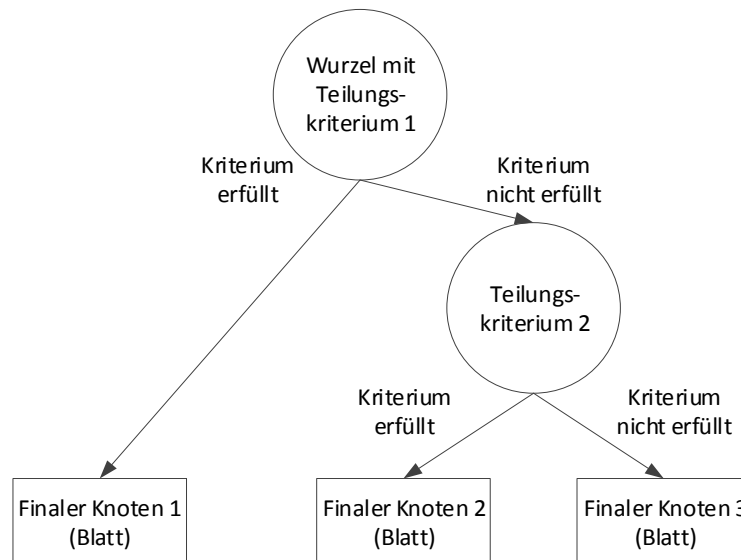 Wurzel mit
Teilungs-
kriterium 1
Kriterium
erfüllt
Kriterium
nicht erfüllt
Teilungs-
kriterium 2
Kriterium
erfüllt
Kriterium
nicht erfüllt
Finaler Knoten 1
(Blatt)
Finaler Knoten 2
(Blatt)
Finaler Knoten 3
(Blatt)